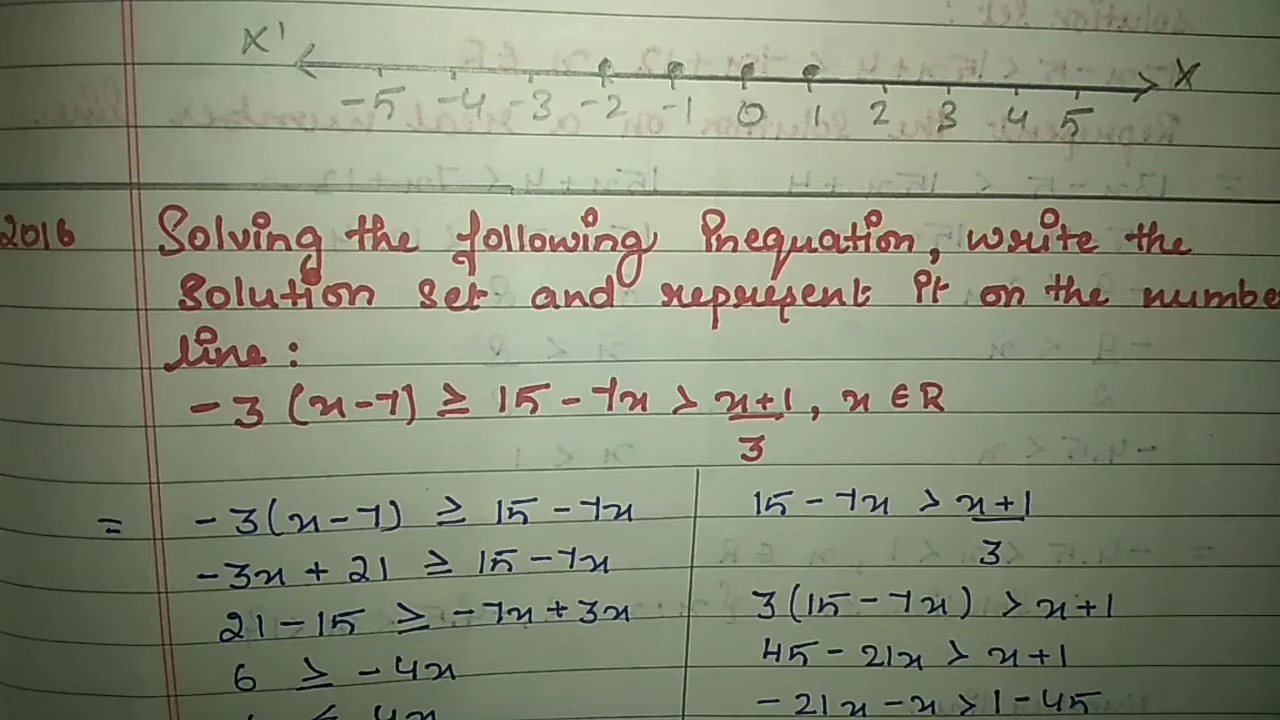 X' X
-5 -4 -3 -2 -1 0 1 2 3 4 5
2016 Solving the following Inequation, write the
Solution set and represent it on the number
line:
-3 (x-7) ≥ 15 - 7x > x+1/3, x ∈ R
= -3(x-7) ≥ 15 - 7x
-3x + 21 ≥ 15 - 7x
21 - 15 ≥ -7x + 3x
6 ≥ -4x
15 - 7x > x+1/3
3(15 - 7x) > x+1
45 - 21x > x+1
-21x - x > 1 - 45